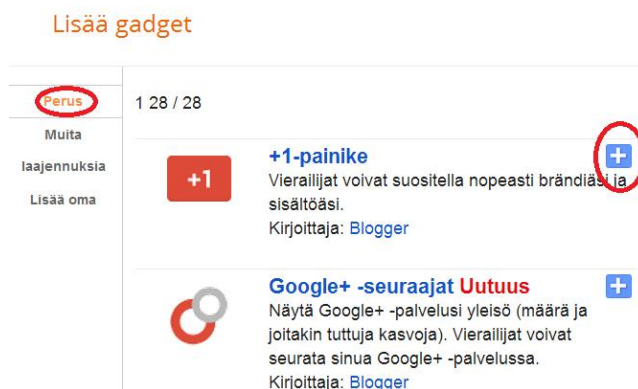 Lisää gadget
Perus
Muita
laajennuksia
Lisää oma
1 28 / 28
+1
+1-painike
Vierailijat voivat suositella nopeasti brändiäsi ja
sisältöäsi.
Kirjoittaja: Blogger
Google+ -seuraajat Uutuus
Näytä Google+ -palvelusi yleisö (määrä ja
joitakin tuttuja kasvoja). Vierailijat voivat
seurata sinua Google+ -palvelussa.
Kirjoittaja: Blogger